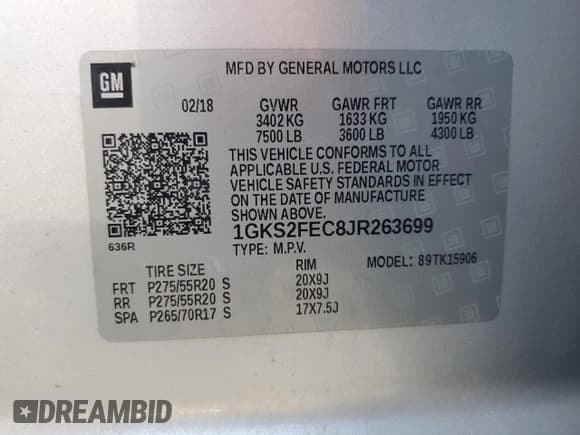 GM
MFD BY GENERAL MOTORS LLC
02/18 GVWR GAWR FRT GAWR RR
3402 KG 1633 KG 1950 KG
7500 LB 3600 LB 4300 LB
THIS VEHICLE CONFORMS TO ALL
APPLICABLE U.S. FEDERAL MOTOR
VEHICLE SAFETY STANDARDS IN EFFECT
ON THE DATE OF MANUFACTURE
SHOWN ABOVE.
1GKS2FEC8JR263699
636R
TYPE: M.P.V.
MODEL: 89TK15906
TIRE SIZE RIM
FRT P275/55R20 S 20X9J
RR P275/55R20 S 20X9J
SPA P265/70R17 S 17X7.5J
DREAMBID